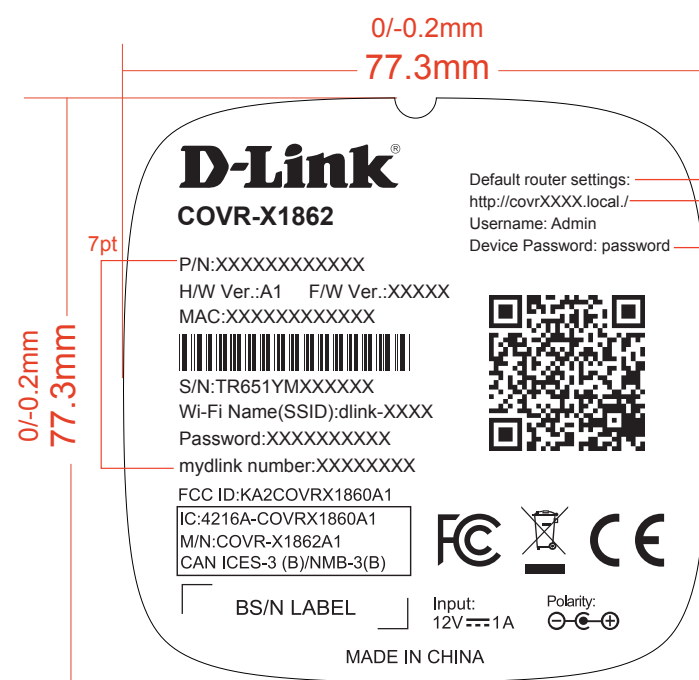 0/-0.2mm
77.3mm
D-Link®
COVR-X1862
Default router settings:
http://covrXXXX.local./
Username: Admin
Device Password: password
7pt
P/N:XXXXXXXXXXXX
H/W Ver.:A1 F/W Ver.:XXXXX
MAC:XXXXXXXXXXXX
0/-0.2mm
77.3mm
S/N:TR651YMXXXXXX
Wi-Fi Name(SSID):dlink-XXXX
Password:XXXXXXXXXX
mydlink number:XXXXXXXX
FCC ID:KA2COVRX1860A1
IC:4216A-COVRX1860A1
M/N:COVR-X1862A1
CAN ICES-3 (B)/NMB-3(B)
FC CE
BS/N LABEL
Input:
12V 1A
Polarity:
MADE IN CHINA